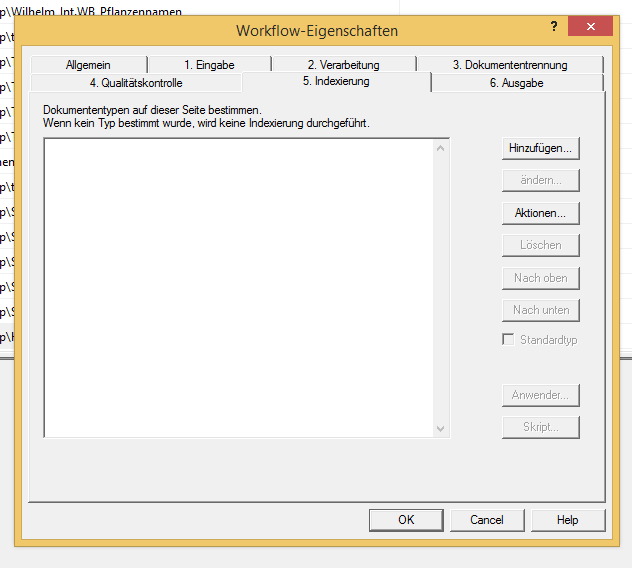 p\Wilhelm_Int.WB_Pflanzennamen
Workflow-Eigenschaften
?
Allgemein
1. Eingabe
2. Verarbeitung
3. Dokumententrennung
4. Qualitätskontrolle
5. Indexierung
6. Ausgabe
Dokumententypen auf dieser Seite bestimmen.
Wenn kein Typ bestimmt wurde, wird keine Indexierung durchgeführt.
Hinzufügen...
ändern...
Aktionen...
Löschen
Nach oben
Nach unten
Standardtyp
Anwender...
Skript...
OK
Cancel
Help